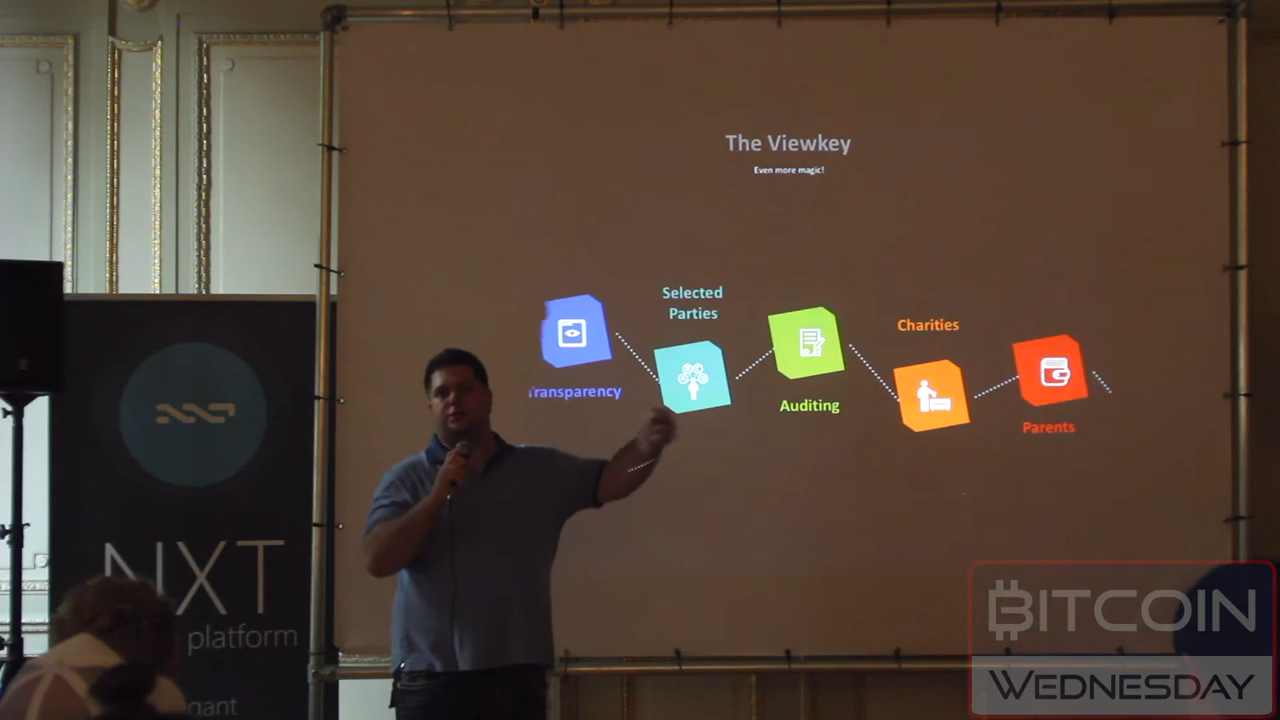 The Viewkey
Even more magic!
Selected
Parties
Charities
Transparency
Auditing
Parents
NXT
platform
BITCOIN
WEDNESDAY